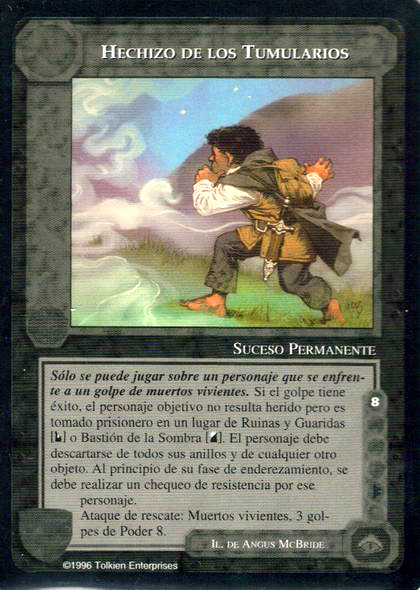 HECHIZO DE LOS TUMULARIOS
SUCESO PERMANENTE
Sólo se puede jugar sobre un personaje que se enfren-
te a un golpe de muertos vivientes. Si el golpe tiene
éxito, el personaje objetivo no resulta herido pero es
tomado prisionero en un lugar de Ruinas y Guaridas
[] o Bastión de la Sombra []. El personaje debe
descartarse de todos sus anillos y de cualquier otro
objeto. Al principio de su fase de enderezamiento, se
debe realizar un chequeo de resistencia por ese
personaje.
Ataque de rescate: Muertos vivientes, 3 gol-
pes de Poder 8.
8
IL. DE ANGUS MCBRIDE
©1996 Tolkien Enterprises